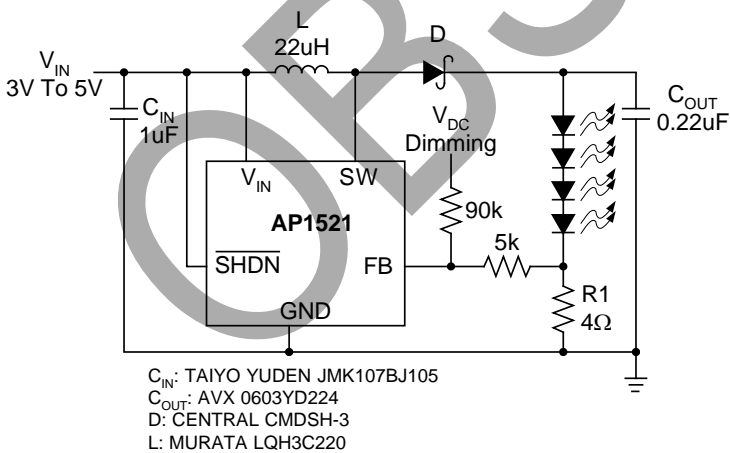 OBS
L
22uH
D
V_IN
3V To 5V
C_IN
1uF
V_DC
Dimming
C_OUT
0.22uF
V_IN
SW
AP1521
90k
5k
SHDN
FB
GND
R1
4Ω
C_IN: TAIYO YUDEN JMK107BJ105
C_OUT: AVX 0603YD224
D: CENTRAL CMDSH-3
L: MURATA LQH3C220